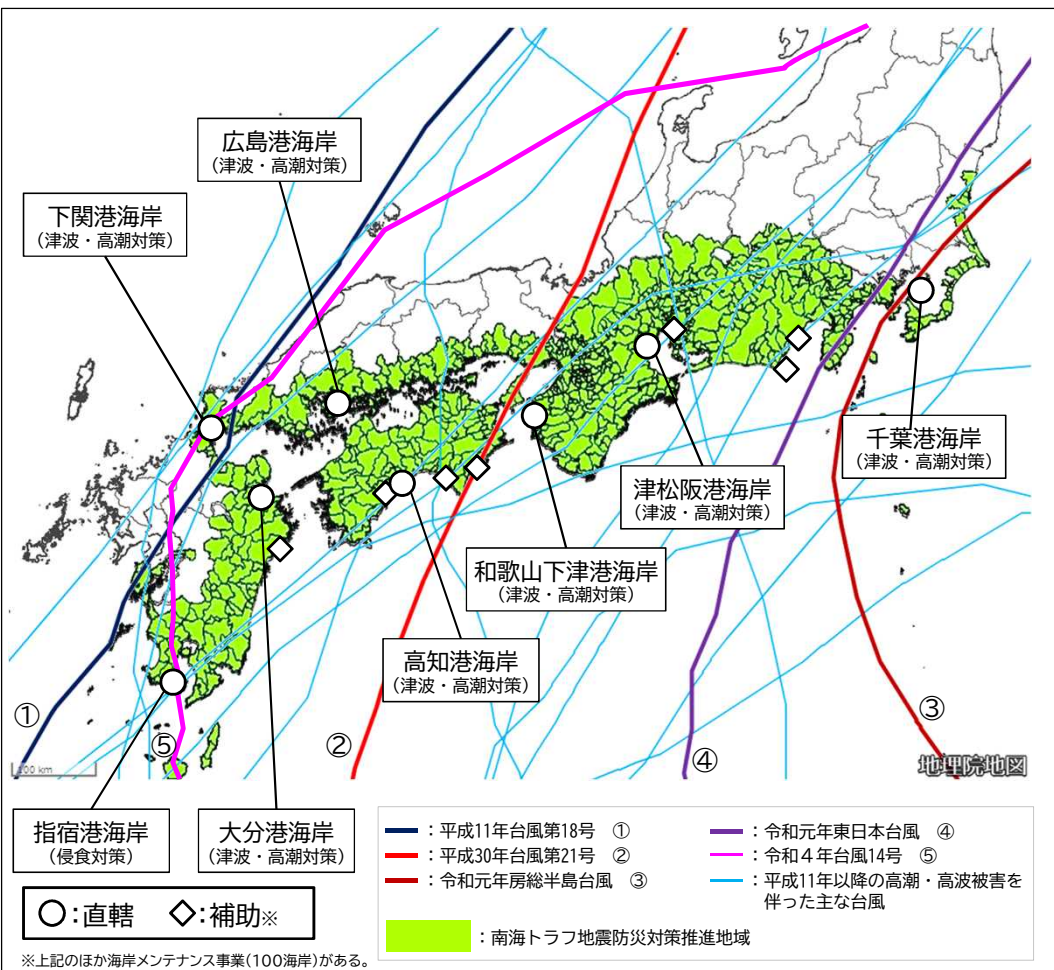 広島港海岸
（津波・高潮対策）
下関港海岸
（津波・高潮対策）
千葉港海岸
（津波・高潮対策）
津松阪港海岸
（津波・高潮対策）
和歌山下津港海岸
（津波・高潮対策）
高知港海岸
（津波・高潮対策）
①
⑤
②
④
③
100 km
地理院地図
指宿港海岸
（侵食対策）
大分港海岸
（津波・高潮対策）
○:直轄 ◇:補助※
※上記のほか海岸メンテナンス事業(100海岸)がある。
：平成11年台風第18号 ①
：平成30年台風第21号 ②
：令和元年房総半島台風 ③
：令和元年東日本台風 ④
：令和４年台風14号 ⑤
：平成11年以降の高潮・高波被害を
伴った主な台風
：南海トラフ地震防災対策推進地域